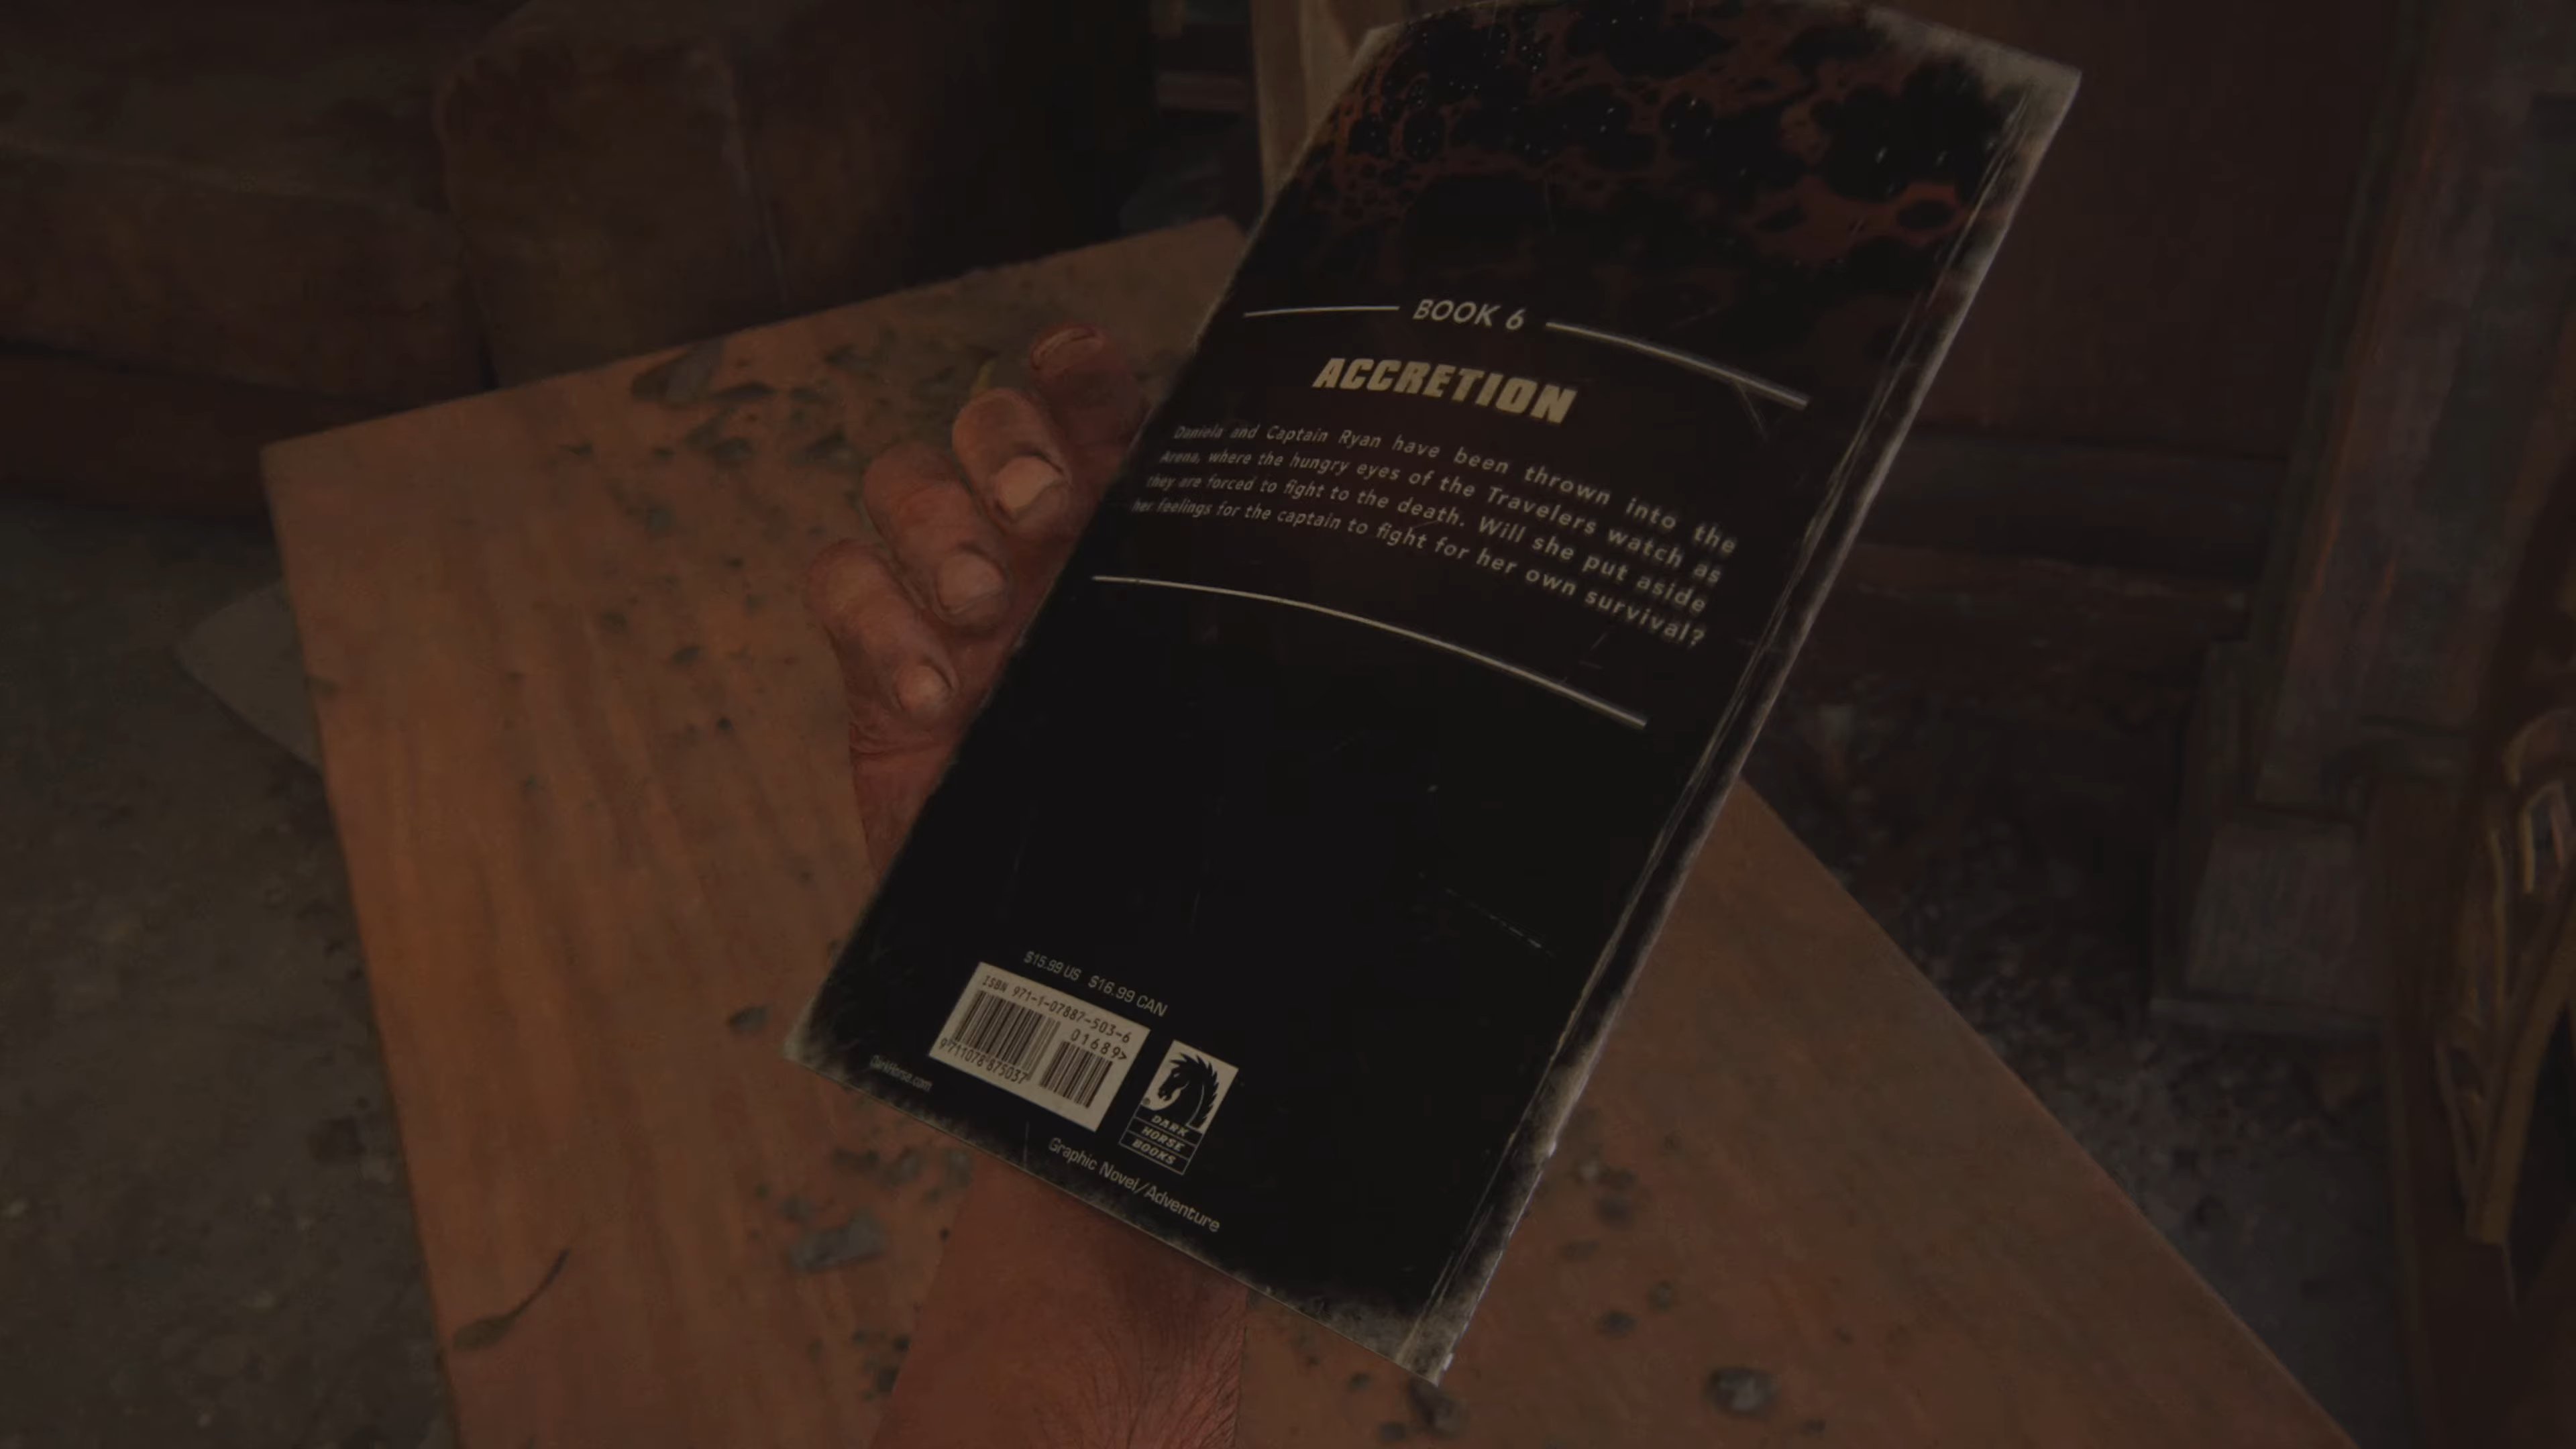 BOOK 6
ACCRETION
Daniela and Captain Ryan have been thrown into the
Arena, where the hungry eyes of the Travelers watch as
they are forced to fight to the death. Will she put aside
her feelings for the captain to fight for her own survival?
$15.99 US $16.99 CAN
ISBN 971-1-07887-503-6
01689>
9711078875037
DarkHorse.com
DARK
HORSE
BOOKS
Graphic Novel/Adventure